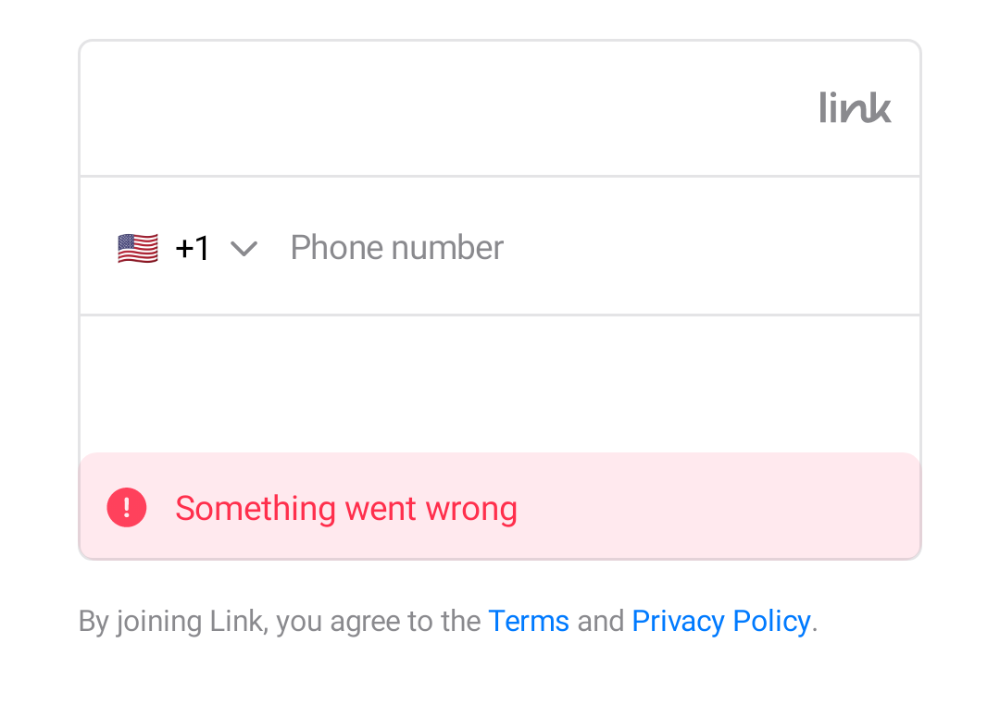 link
+1 Phone number
Something went wrong
By joining Link, you agree to the Terms and Privacy Policy.